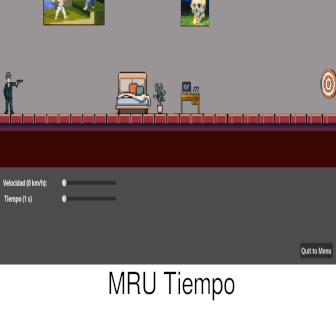 Velocidad (0 km/h):
Tiempo (1 s)
Quit to Menu
MRU Tiempo